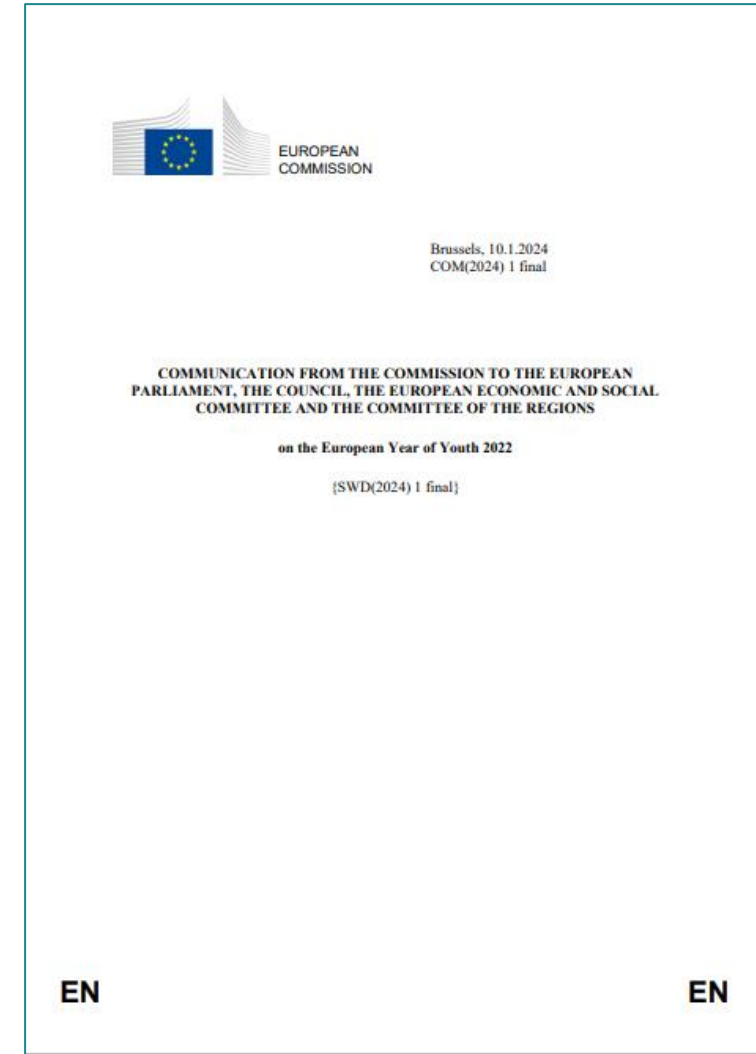 EUROPEAN
COMMISSION
Brussels, 10.1.2024
COM(2024) 1 final
COMMUNICATION FROM THE COMMISSION TO THE EUROPEAN
PARLIAMENT, THE COUNCIL, THE EUROPEAN ECONOMIC AND SOCIAL
COMMITTEE AND THE COMMITTEE OF THE REGIONS
on the European Year of Youth 2022
{SWD(2024) 1 final}
EN EN